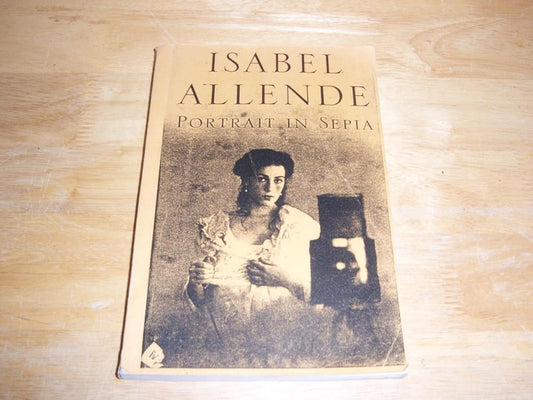 ISABEL
ALLENDE
PORTRAIT IN SEPIA